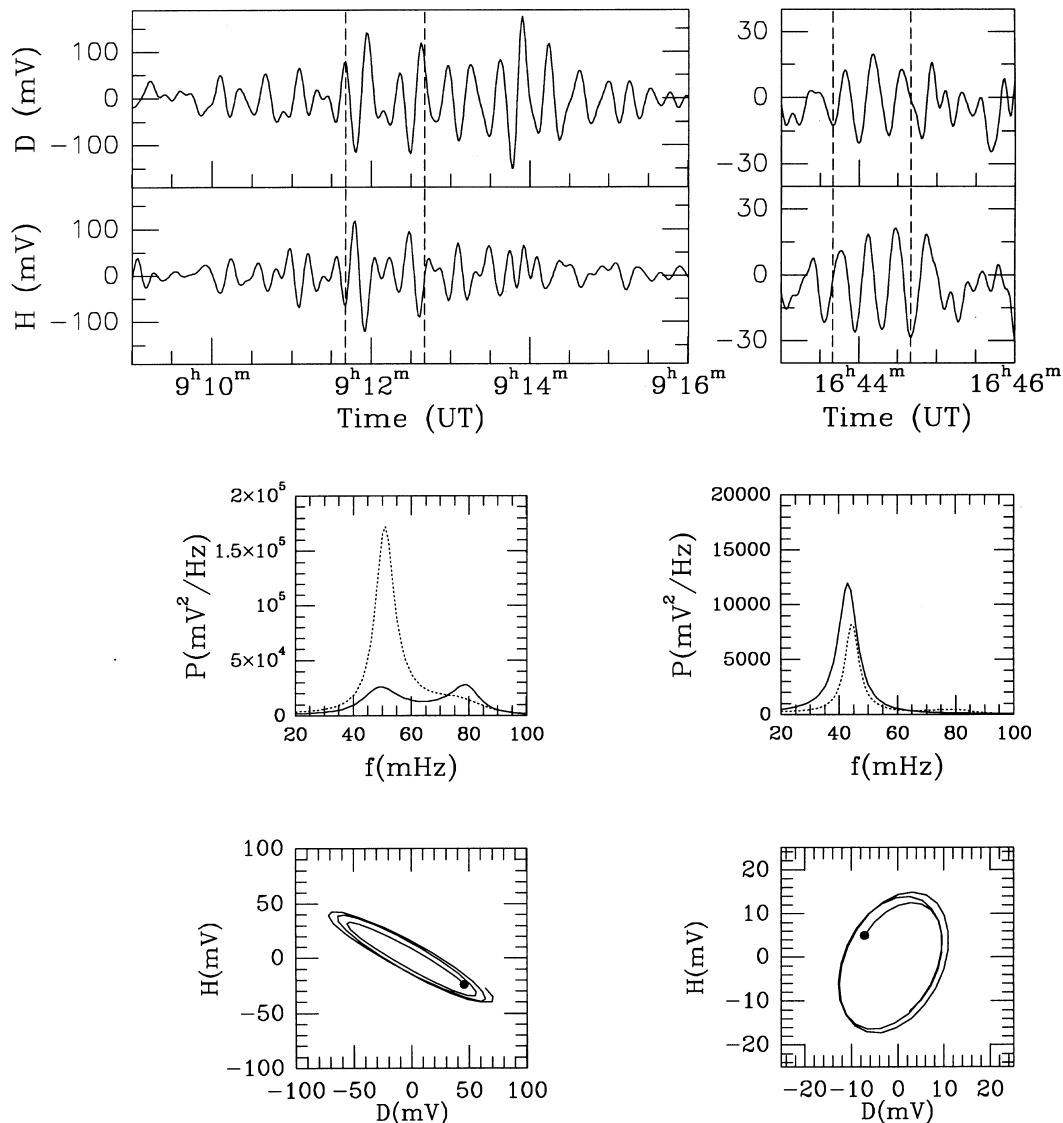 D (mV)
100
0
−100
30
0
−30
H (mV)
100
0
−100
30
0
−30
9ʰ10ᵐ 9ʰ12ᵐ 9ʰ14ᵐ 9ʰ16ᵐ
Time (UT)
16ʰ44ᵐ 16ʰ46ᵐ
Time (UT)
P(mV²/Hz)
2×10⁵
1.5×10⁵
10⁵
5×10⁴
0
20 40 60 80 100
f(mHz)
P(mV²/Hz)
20000
15000
10000
5000
0
20 40 60 80 100
f(mHz)
H(mV)
100
50
0
−50
−100
−100 −50 0 50 100
D(mV)
H(mV)
20
10
0
−10
−20
−20 −10 0 10 20
D(mV)